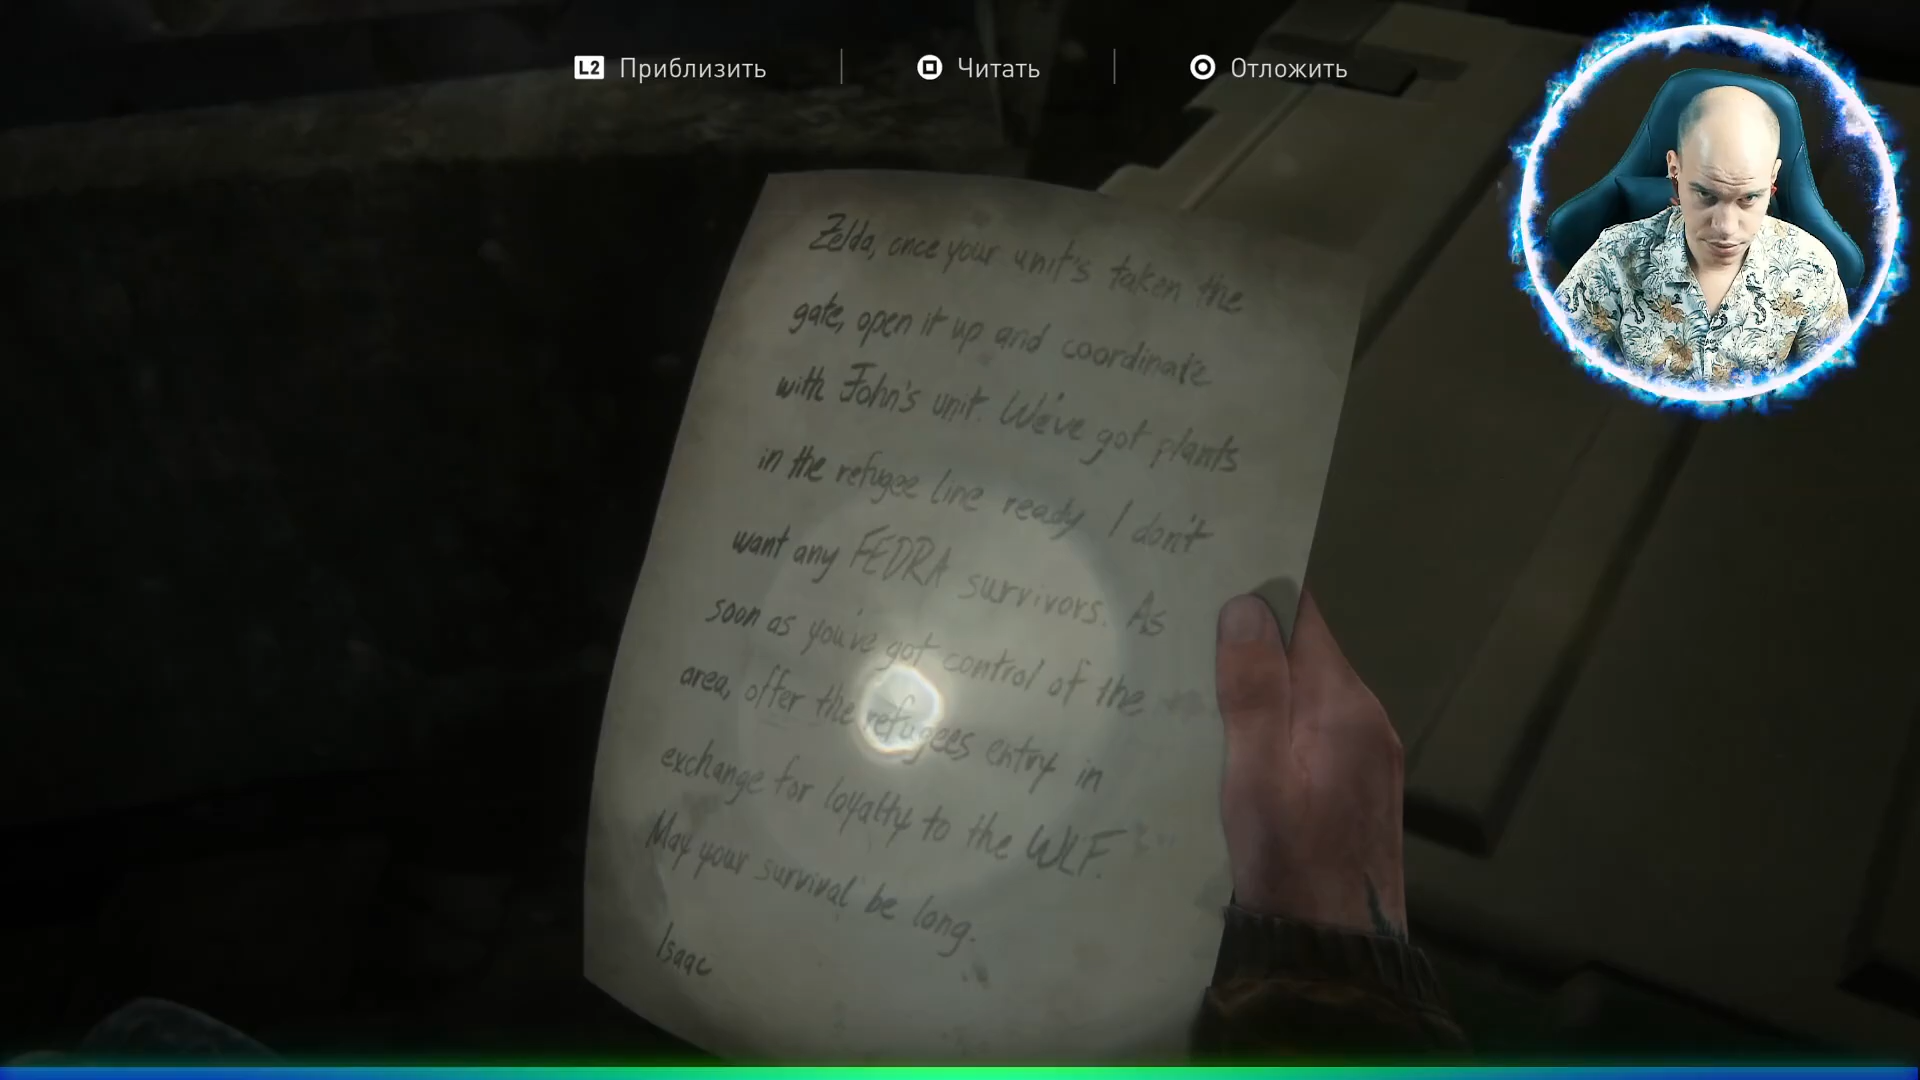 L2 Приблизить
Читать
Отложить
Zelda, once your unit's taken the
gate, open it up and coordinate
with John's unit. We've got plants
in the refugee line ready. I don't
want any FEDRA survivors. As
soon as you've got control of the
area, offer the refugees entry in
exchange for loyalty to the WLF.
May your survival be long.
Isaac